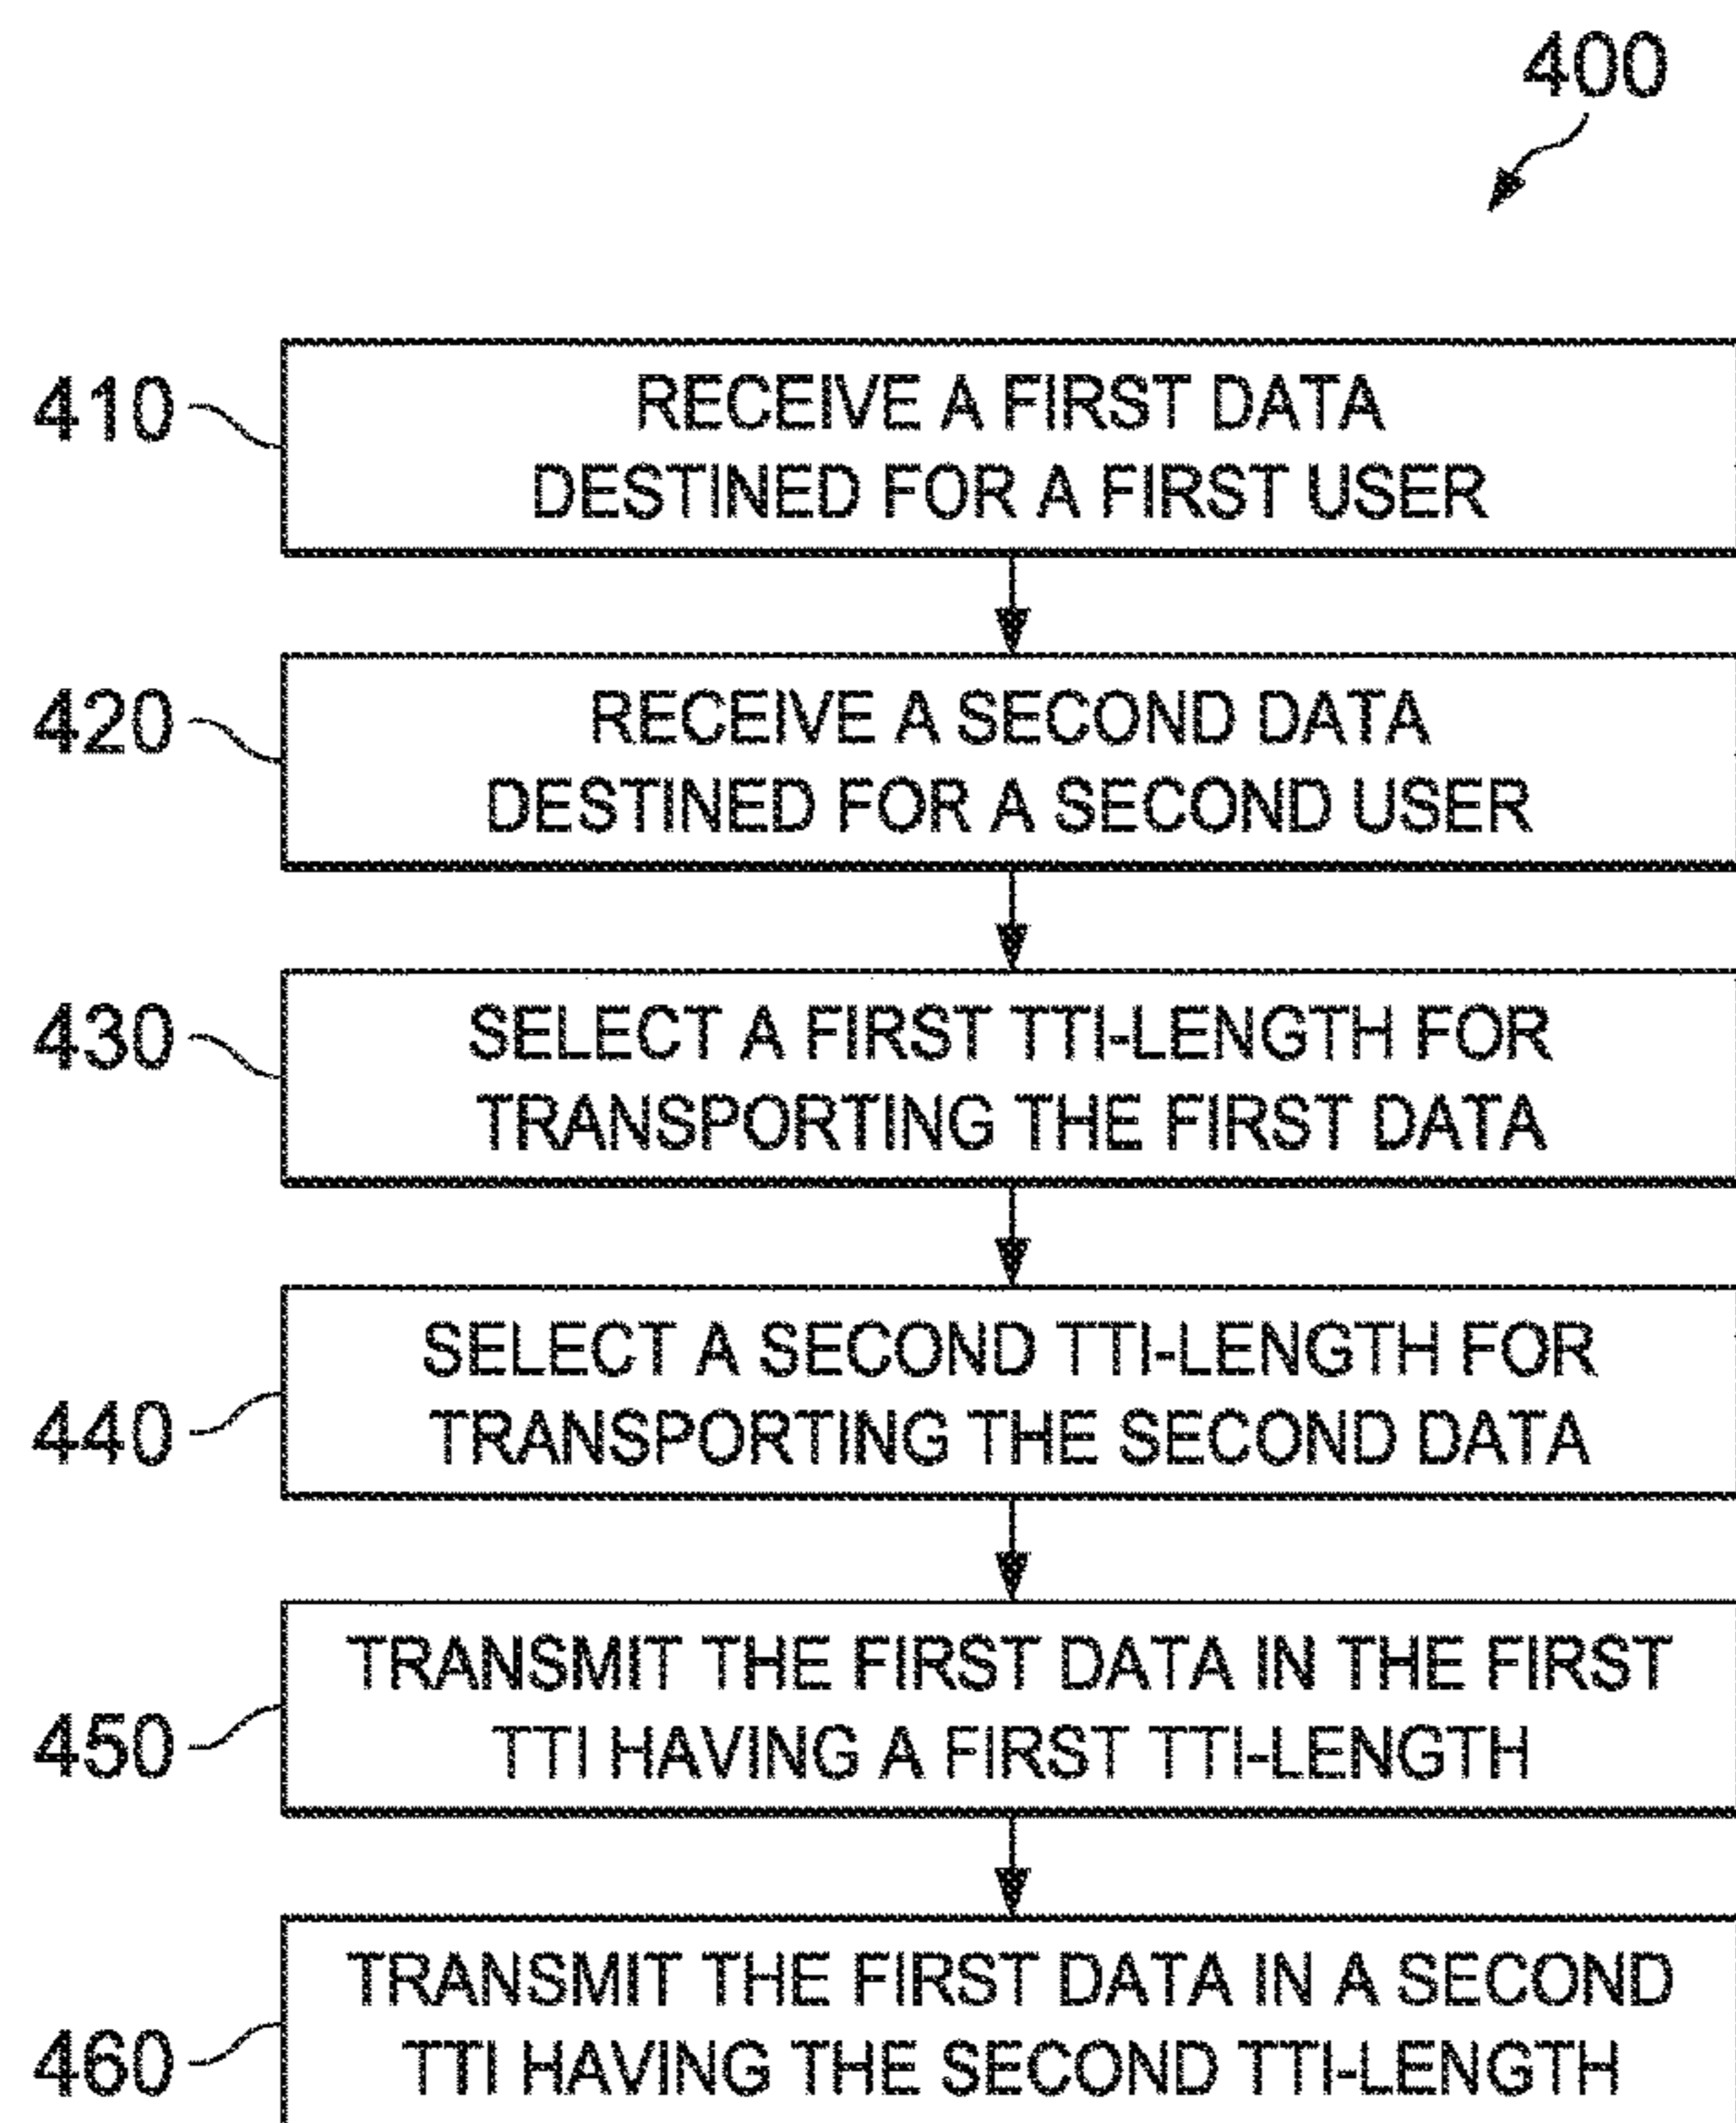 400
410
RECEIVE A FIRST DATA
DESTINED FOR A FIRST USER
420
RECEIVE A SECOND DATA
DESTINED FOR A SECOND USER
430
SELECT A FIRST TTI-LENGTH FOR
TRANSPORTING THE FIRST DATA
440
SELECT A SECOND TTI-LENGTH FOR
TRANSPORTING THE SECOND DATA
450
TRANSMIT THE FIRST DATA IN THE FIRST
TTI HAVING A FIRST TTI-LENGTH
460
TRANSMIT THE FIRST DATA IN A SECOND
TTI HAVING THE SECOND TTI-LENGTH